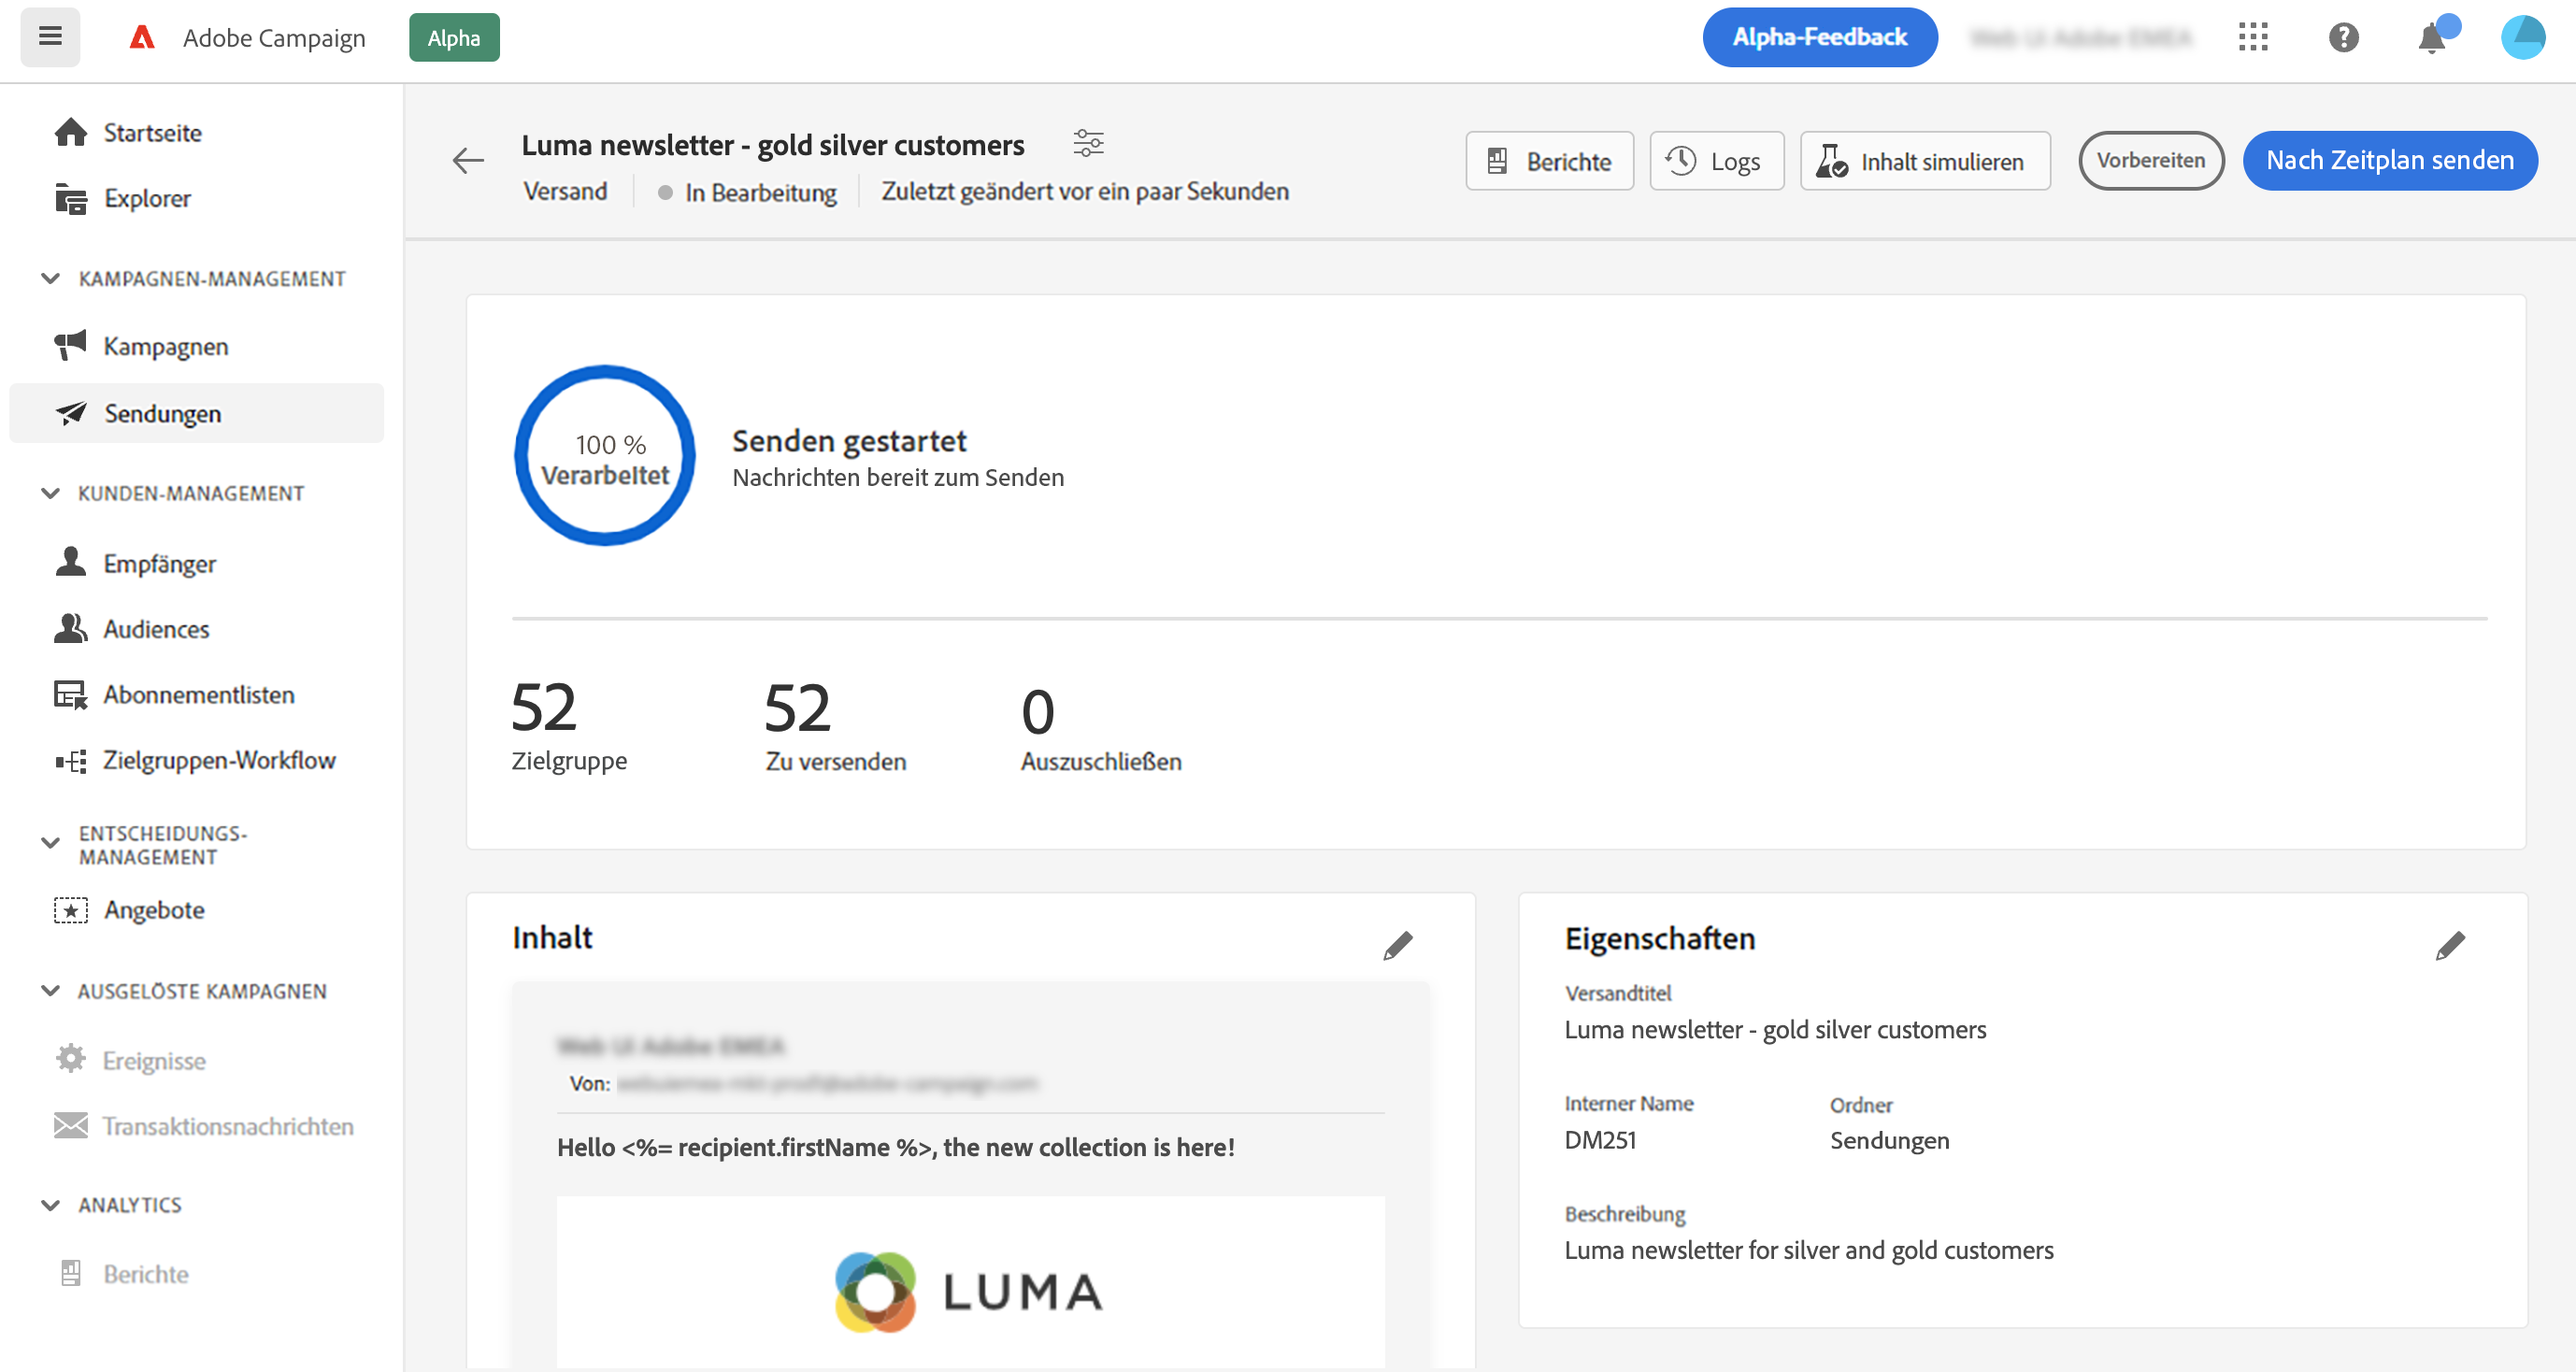 Adobe Campaign
Alpha
Alpha-Feedback
Startseite
Explorer
KAMPAGNEN-MANAGEMENT
Kampagnen
Sendungen
KUNDEN-MANAGEMENT
Empfänger
Audiences
Abonnementlisten
Zielgruppen-Workflow
ENTSCHEIDUNGS-
MANAGEMENT
Angebote
AUSGELÖSTE KAMPAGNEN
Ereignisse
Transaktionsnachrichten
ANALYTICS
Berichte
Luma newsletter - gold silver customers
Versand
In Bearbeitung
Zuletzt geändert vor ein paar Sekunden
Berichte
Logs
Inhalt simulieren
Vorbereiten
Nach Zeitplan senden
100 %
Verarbeitet
Senden gestartet
Nachrichten bereit zum Senden
52
Zielgruppe
52
Zu versenden
0
Auszuschließen
Inhalt
Von:
Hello <%= recipient.firstName %>, the new collection is here!
LUMA
Eigenschaften
Versandtitel
Luma newsletter - gold silver customers
Interner Name
DM251
Ordner
Sendungen
Beschreibung
Luma newsletter for silver and gold customers